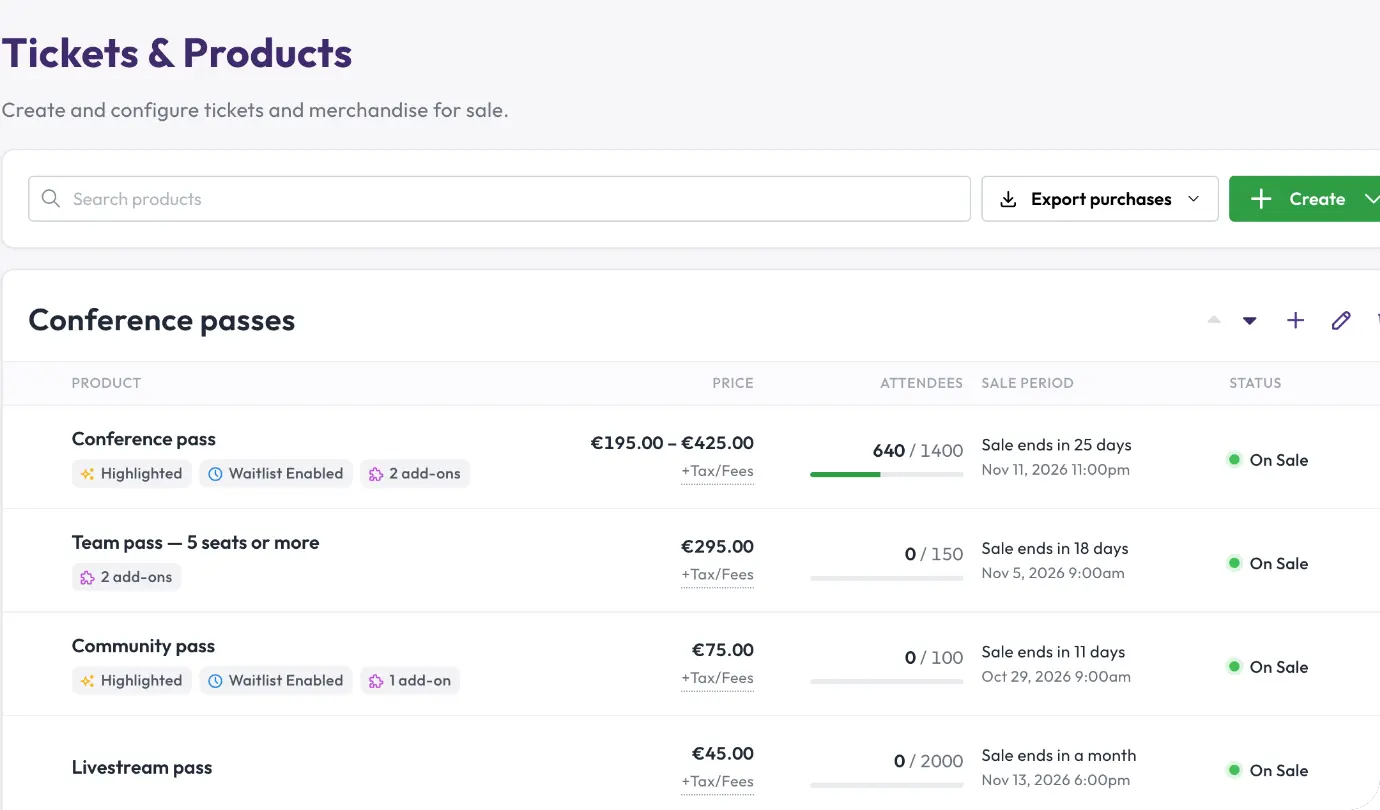 Tickets & Products
Create and configure tickets and merchandise for sale.
Search products
Export purchases
Create
Conference passes
PRODUCT PRICE ATTENDEES SALE PERIOD STATUS
Conference pass
Highlighted Waitlist Enabled 2 add-ons
€195.00 – €425.00
+Tax/Fees
640 / 1400
Sale ends in 25 days
Nov 11, 2026 11:00pm
On Sale
Team pass — 5 seats or more
2 add-ons
€295.00
+Tax/Fees
0 / 150
Sale ends in 18 days
Nov 5, 2026 9:00am
On Sale
Community pass
Highlighted Waitlist Enabled 1 add-on
€75.00
+Tax/Fees
0 / 100
Sale ends in 11 days
Oct 29, 2026 9:00am
On Sale
Livestream pass
€45.00
+Tax/Fees
0 / 2000
Sale ends in a month
Nov 13, 2026 6:00pm
On Sale